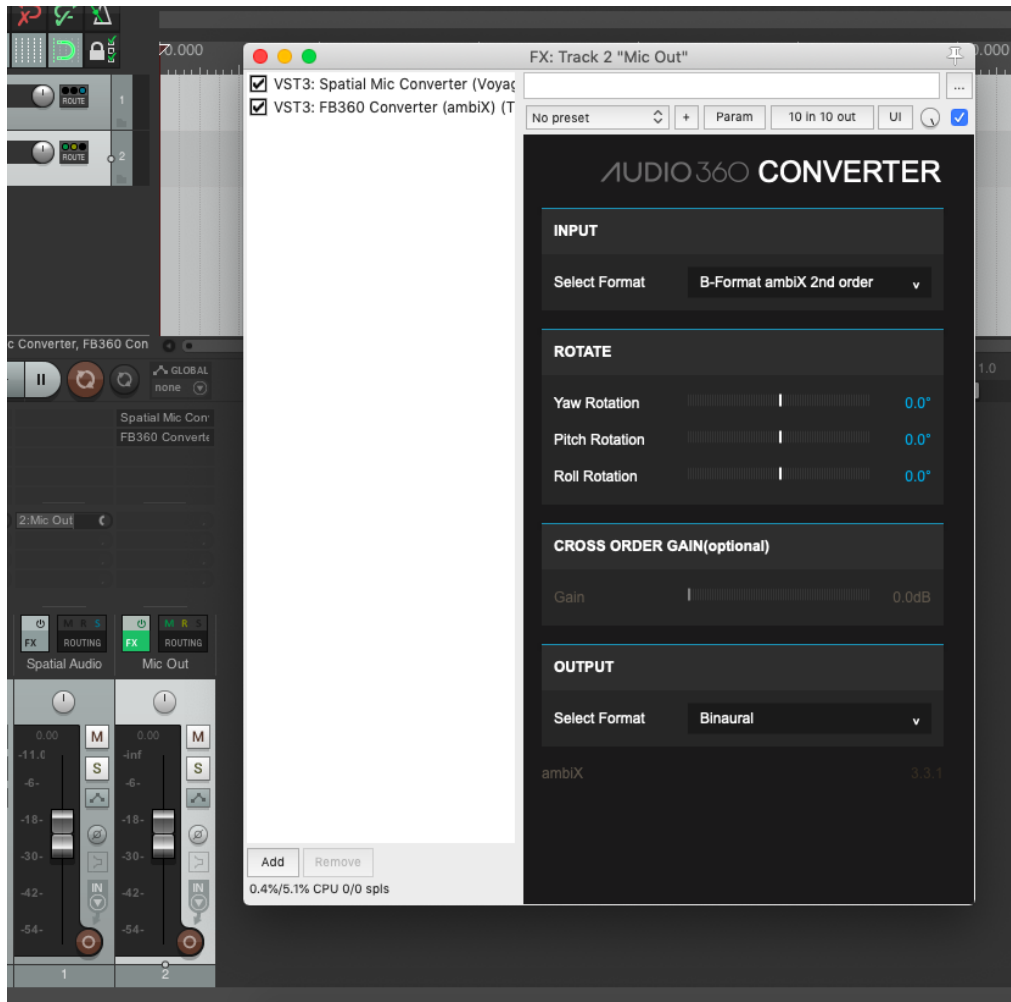 0.000
.000
ROUTE
1
ROUTE
2
FX: Track 2 "Mic Out"
VST3: Spatial Mic Converter (Voyag
VST3: FB360 Converter (ambiX) (T
...
No preset
+
Param
10 in 10 out
UI
AUDIO360 CONVERTER
INPUT
Select Format
B-Format ambiX 2nd order
v
ROTATE
Yaw Rotation
0.0°
Pitch Rotation
0.0°
Roll Rotation
0.0°
CROSS ORDER GAIN(optional)
Gain
0.0dB
OUTPUT
Select Format
Binaural
v
ambiX
3.3.1
Add
Remove
0.4%/5.1% CPU 0/0 spls
c Converter, FB360 Con
GLOBAL
none
1.0
Spatial Mic Con
FB360 Converte
2:Mic Out
M R S
FX
ROUTING
M R S
FX
ROUTING
Spatial Audio
Mic Out
0.00
M
0.00
M
-inf
S
S
-6-
-6-
-18-
-18-
-30-
-30-
IN
IN
-42-
-42-
-54-
-54-
1
2